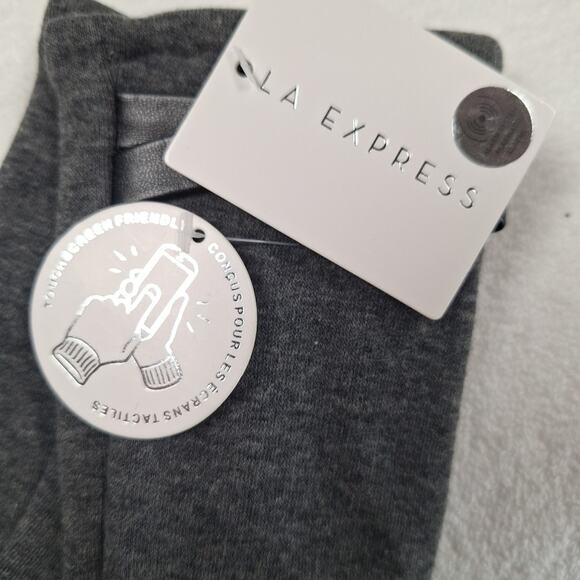 LA EXPRESS
TOUCHSCREEN FRIENDLY
CONÇUS POUR LES ÉCRANS TACTILES